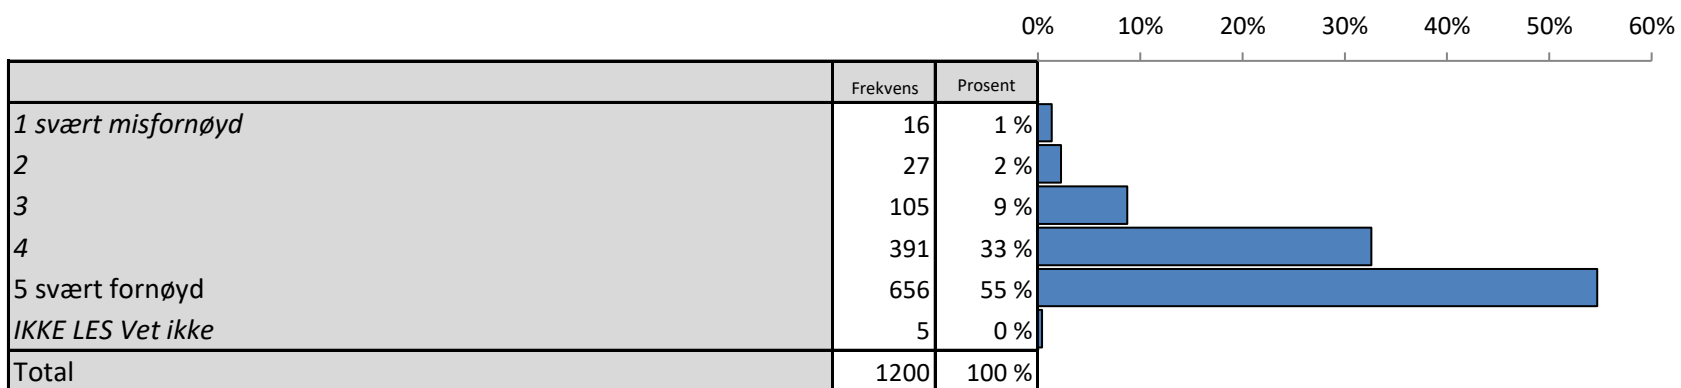 0% 10% 20% 30% 40% 50% 60%
Frekvens Prosent
1 svært misfornøyd 16 1 %
2 27 2 %
3 105 9 %
4 391 33 %
5 svært fornøyd 656 55 %
IKKE LES Vet ikke 5 0 %
Total 1200 100 %